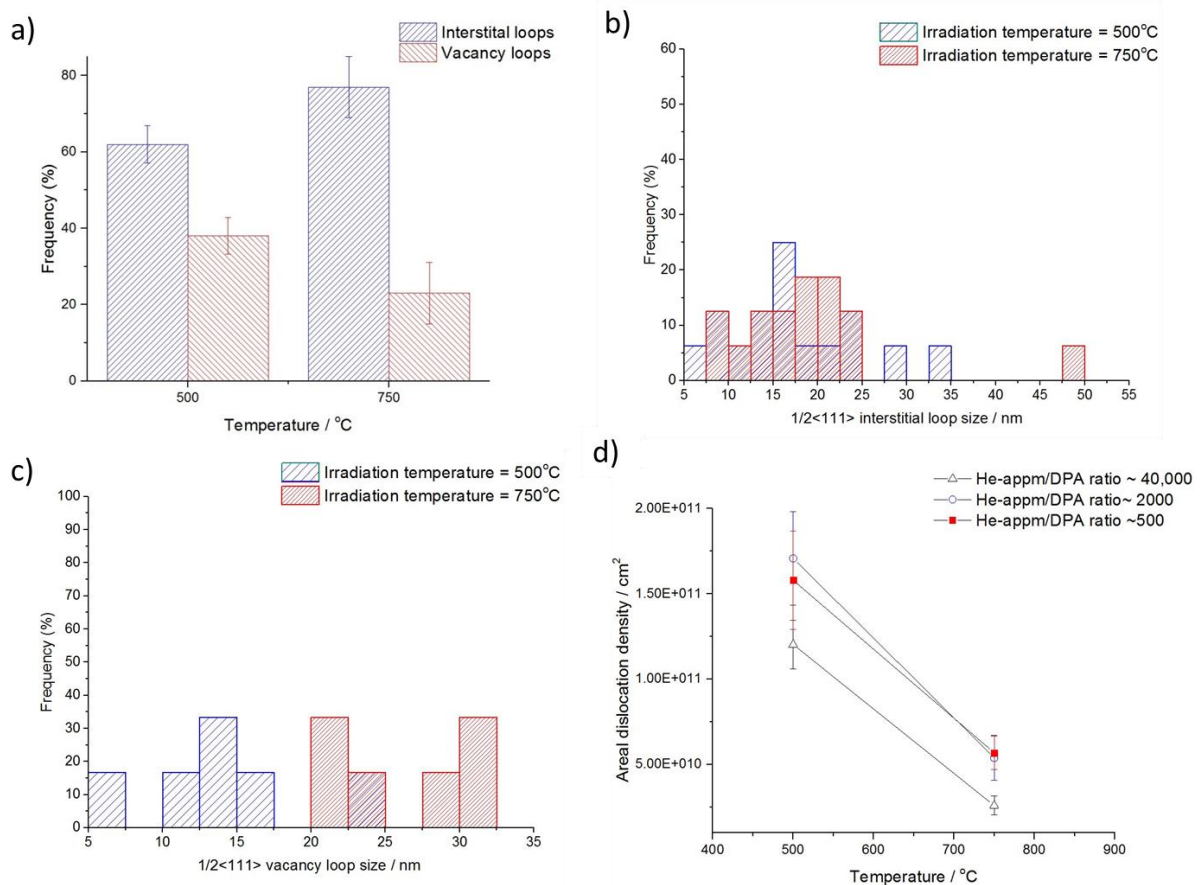 a)
Interstital loops
Vacancy loops
Frequency (%)
80
60
40
20
0
500
750
Temperature / °C
b)
Irradiation temperature = 500°C
Irradiation temperature = 750°C
Frequency (%)
60
50
40
30
20
10
0
5 10 15 20 25 30 35 40 45 50 55
1/2<111> interstitial loop size / nm
c)
Irradiation temperature = 500°C
Irradiation temperature = 750°C
Frequency (%)
100
90
80
70
60
50
40
30
20
10
0
5 10 15 20 25 30 35
1/2<111> vacancy loop size / nm
d)
He-appm/DPA ratio ~ 40,000
He-appm/DPA ratio~ 2000
He-appm/DPA ratio ~500
Areal dislocation density / cm²
2.00E+011
1.50E+011
1.00E+011
5.00E+010
400 500 600 700 800 900
Temperature / °C